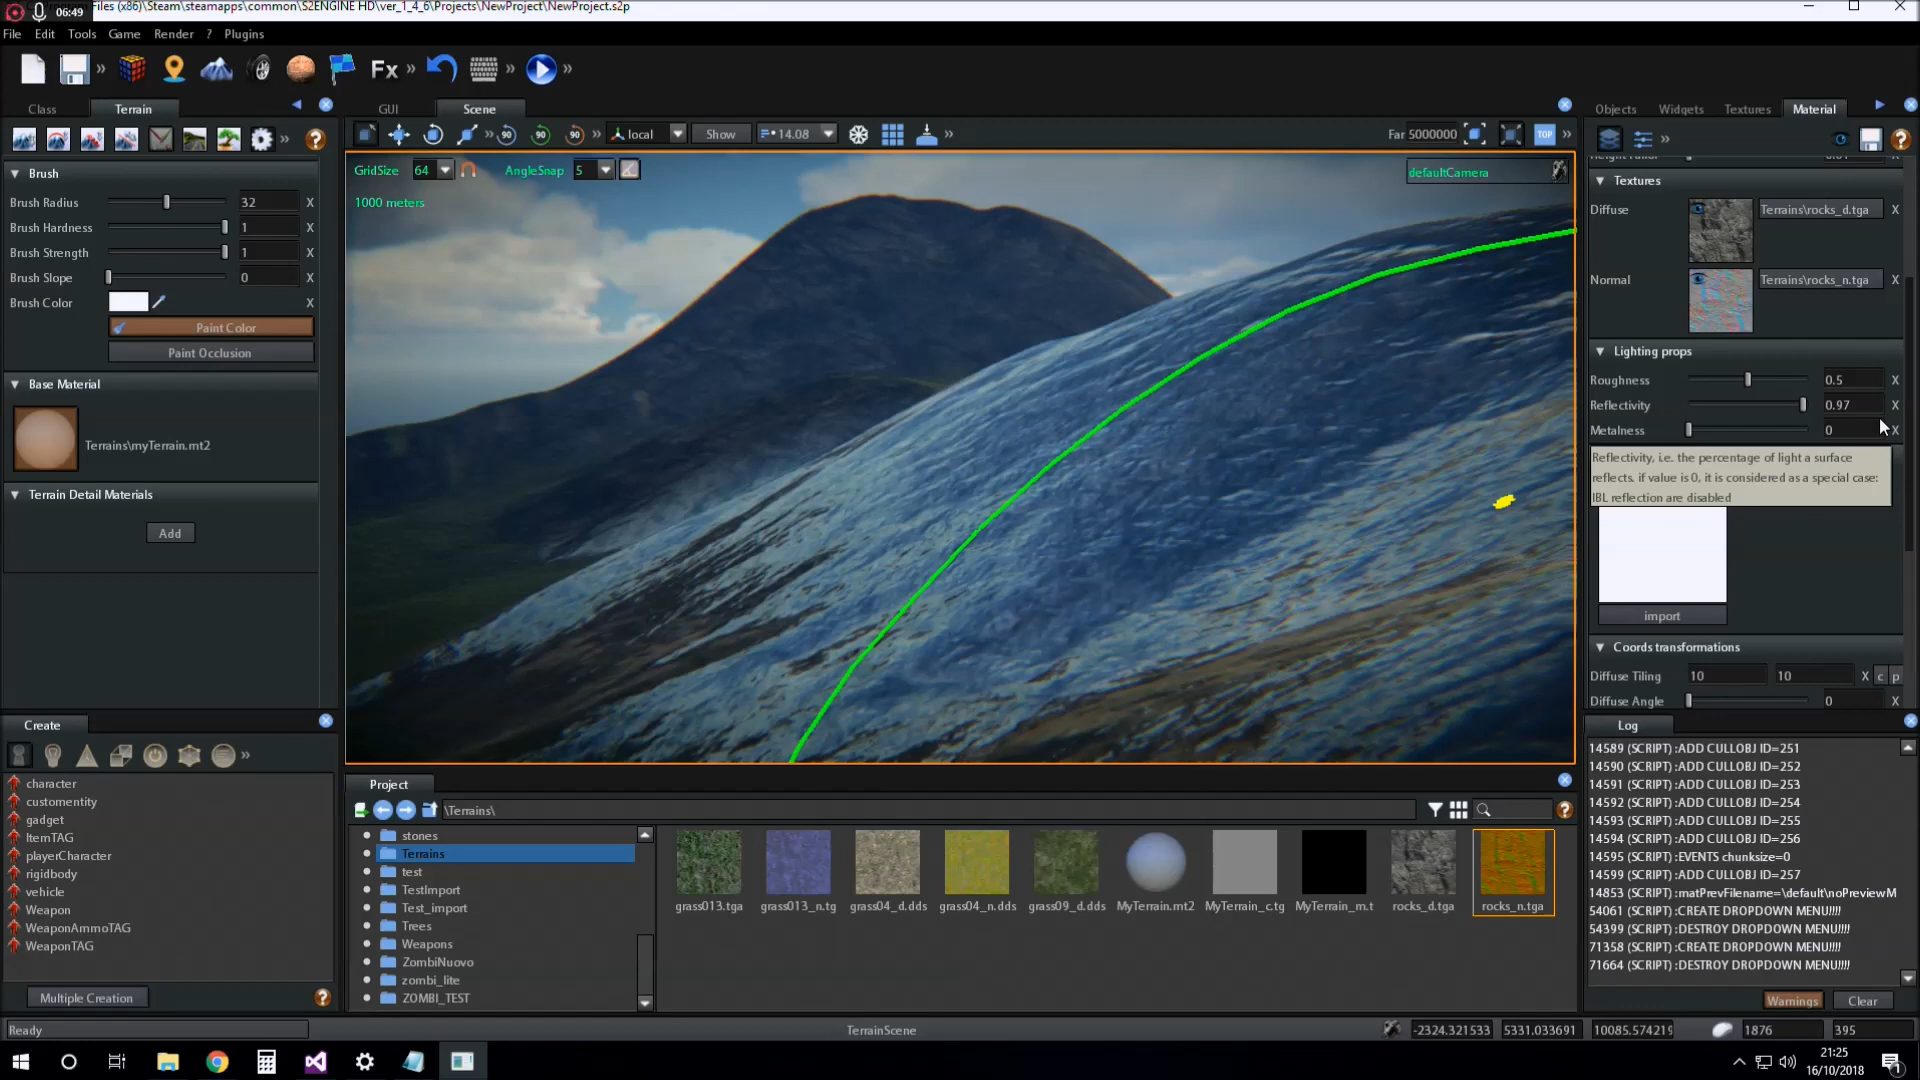 06:49
Files (x86)\Steam\steamapps\common\S2ENGINE HD\ver_1_4_6\Projects\NewProject\NewProject.s2p
File Edit Tools Game Render ? Plugins
Fx
Class Terrain
GUI Scene
Objects Widgets Textures Material
90 90 90 local Show 14.08 Far 5000000 TOP
Brush
Brush Radius 32 X
Brush Hardness 1 X
Brush Strength 1 X
Brush Slope 0 X
Brush Color X
Paint Color
Paint Occlusion
Base Material
Terrains\myTerrain.mt2
Terrain Detail Materials
Add
GridSize 64 AngleSnap 5 defaultCamera
1000 meters
Textures
Diffuse Terrains\rocks_d.tga X
Normal Terrains\rocks_n.tga X
Lighting props
Roughness 0.5 X
Reflectivity 0.97 X
Metalness 0 X
Reflectivity, i.e. the percentage of light a surface
reflects. if value is 0, it is considered as a special case:
IBL reflection are disabled
import
Coords transformations
Diffuse Tiling 10 10 X c p
Diffuse Angle 0 X
Create
character
customentity
gadget
ItemTAG
playerCharacter
rigidbody
vehicle
Weapon
WeaponAmmoTAG
WeaponTAG
Multiple Creation
Project
\Terrains\
stones
Terrains
test
TestImport
Test_import
Trees
Weapons
ZombiNuovo
zombi_lite
ZOMBI_TEST
grass013.tga grass013_n.tg grass04_d.dds grass04_n.dds grass09_d.dds MyTerrain.mt2 MyTerrain_c.tg MyTerrain_m.t rocks_d.tga rocks_n.tga
Log
14589 (SCRIPT) :ADD CULLOBJ ID=251
14590 (SCRIPT) :ADD CULLOBJ ID=252
14591 (SCRIPT) :ADD CULLOBJ ID=253
14592 (SCRIPT) :ADD CULLOBJ ID=254
14593 (SCRIPT) :ADD CULLOBJ ID=255
14594 (SCRIPT) :ADD CULLOBJ ID=256
14595 (SCRIPT) :EVENTS chunksize=0
14599 (SCRIPT) :ADD CULLOBJ ID=257
14853 (SCRIPT) :matPrevFilename=\default\noPreviewM
54061 (SCRIPT) :CREATE DROPDOWN MENU!!!!
54399 (SCRIPT) :DESTROY DROPDOWN MENU!!!!
71358 (SCRIPT) :CREATE DROPDOWN MENU!!!!
71664 (SCRIPT) :DESTROY DROPDOWN MENU!!!!
Warnings Clear
Ready TerrainScene -2324.321533 5331.033691 10085.574219 1876 395
21:25
16/10/2018